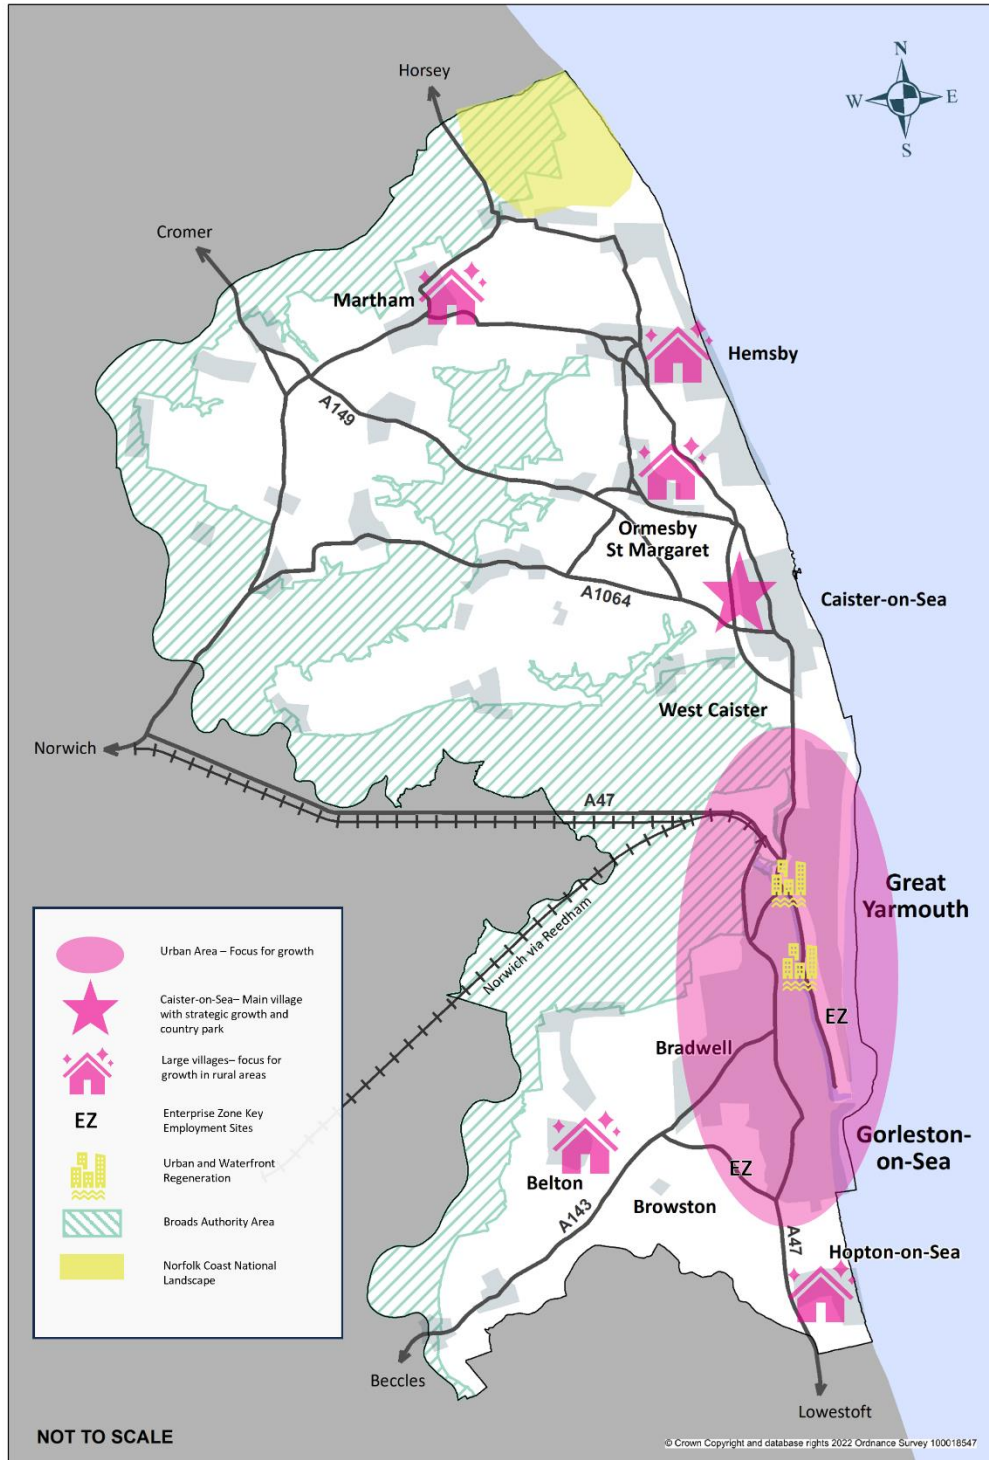 Horsey
N
W
E
S
Cromer
Martham
Hemsby
A149
Ormesby
St Margaret
A1064
Caister-on-Sea
West Caister
Norwich
A47
Great
Yarmouth
Norwich via Reedham
EZ
Bradwell
Gorleston-
on-Sea
EZ
Belton
Browston
A143
A47
Hopton-on-Sea
Beccles
Lowestoft
Urban Area – Focus for growth
Caister-on-Sea– Main village
with strategic growth and
country park
Large villages– focus for
growth in rural areas
EZ
Enterprise Zone Key
Employment Sites
Urban and Waterfront
Regeneration
Broads Authority Area
Norfolk Coast National
Landscape
NOT TO SCALE
© Crown Copyright and database rights 2022 Ordnance Survey 100018547